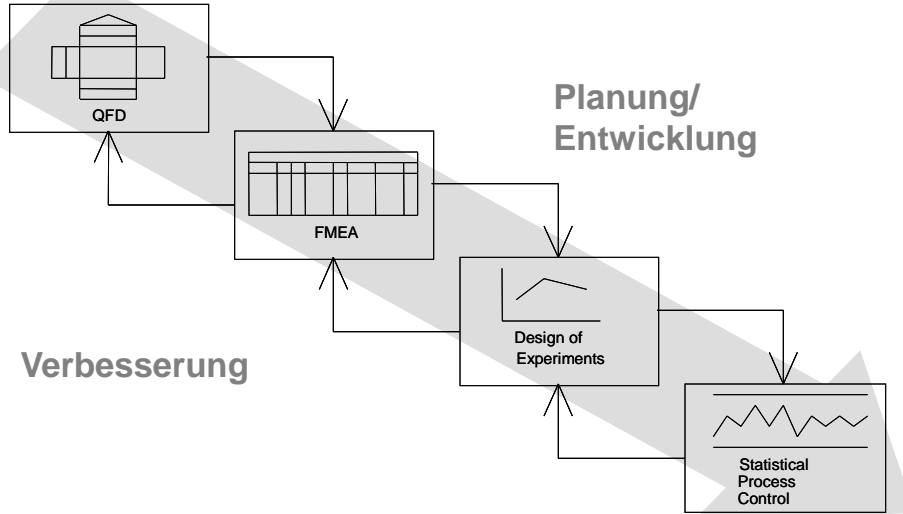 QFD
Planung/
Entwicklung
FMEA
Design of
Experiments
Verbesserung
Statistical
Process
Control